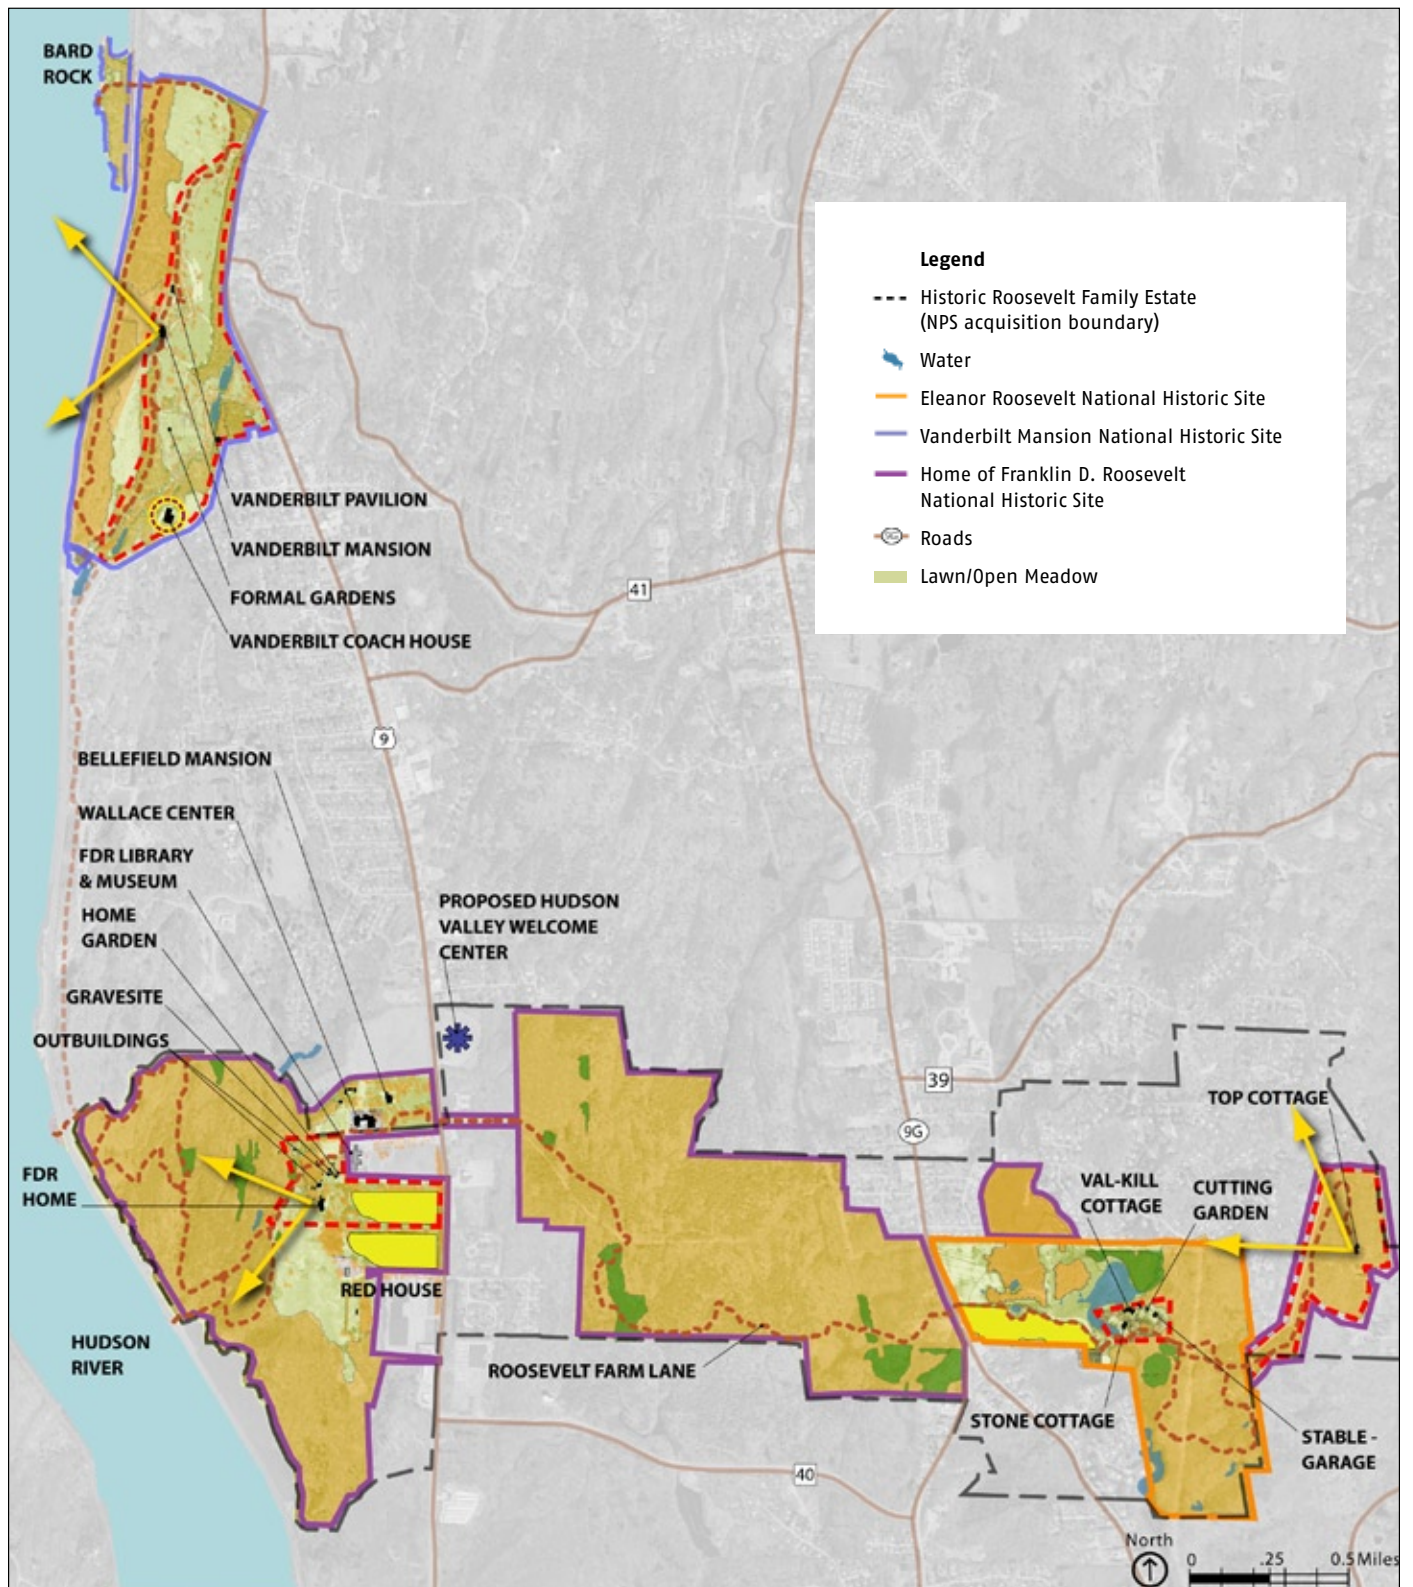 BARD
ROCK
Legend
Historic Roosevelt Family Estate
(NPS acquisition boundary)
Water
Eleanor Roosevelt National Historic Site
Vanderbilt Mansion National Historic Site
Home of Franklin D. Roosevelt
National Historic Site
9G
Roads
Lawn/Open Meadow
VANDERBILT PAVILION
VANDERBILT MANSION
FORMAL GARDENS
VANDERBILT COACH HOUSE
41
9
BELLEFIELD MANSION
WALLACE CENTER
FDR LIBRARY
& MUSEUM
HOME
GARDEN
GRAVESITE
OUTBUILDINGS
PROPOSED HUDSON
VALLEY WELCOME
CENTER
39
9G
TOP COTTAGE
FDR
HOME
VAL-KILL
COTTAGE
CUTTING
GARDEN
RED HOUSE
HUDSON
RIVER
ROOSEVELT FARM LANE
STONE COTTAGE
STABLE -
GARAGE
40
North
0 .25 0.5 Miles